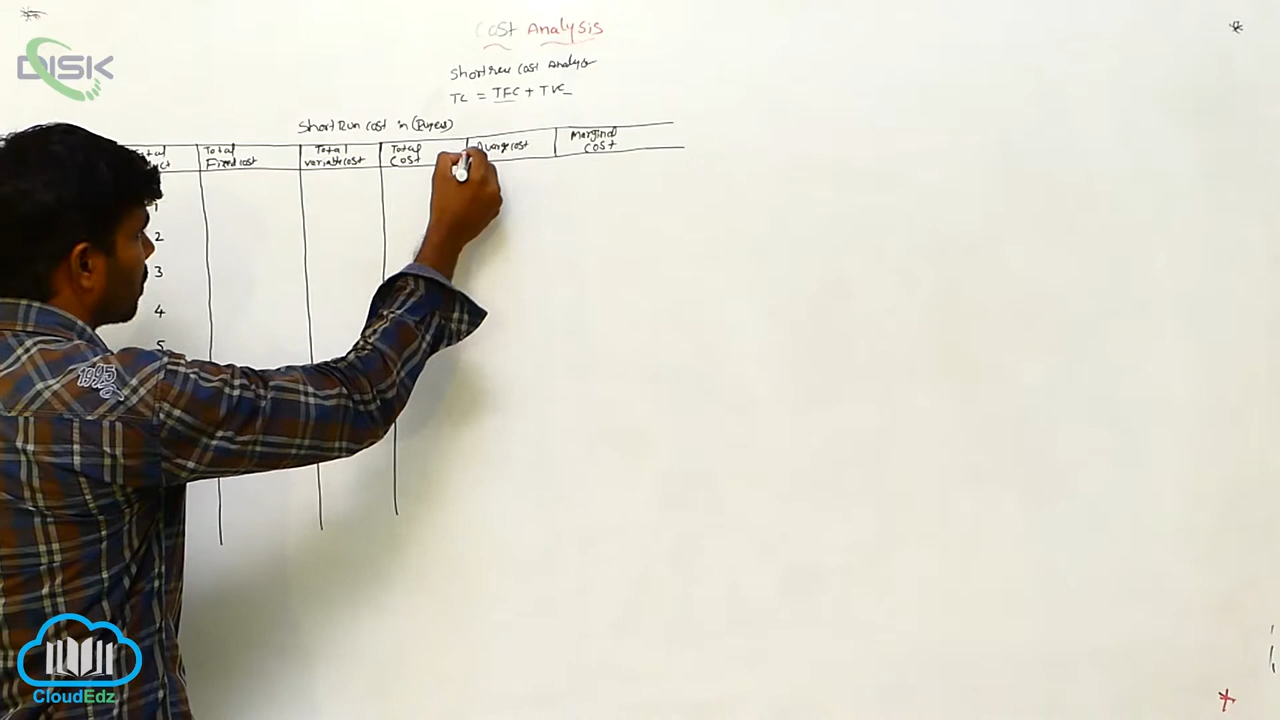 DISK
Cost Analysis
Short run cost Analysis
TC = TFC + TVC
Short Run cost in (Rupees)
Total Fixed cost
Total variable cost
Total Cost
Average cost
Marginal cost
1
2
3
4
5
1995
CloudEdz